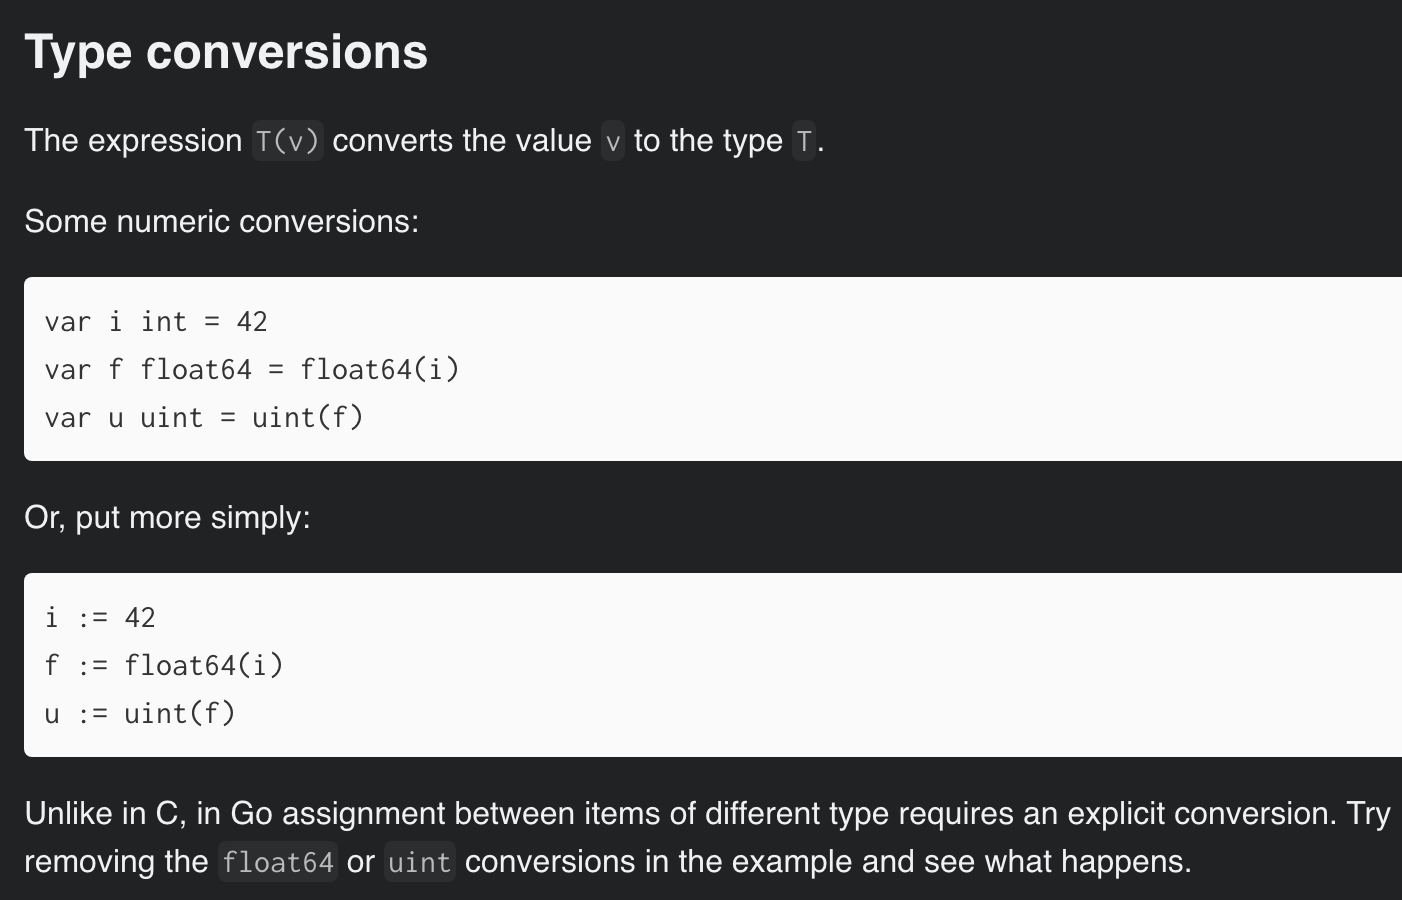 Type conversions
The expression T(v) converts the value v to the type T.
Some numeric conversions:
var i int = 42
var f float64 = float64(i)
var u uint = uint(f)
Or, put more simply:
i := 42
f := float64(i)
u := uint(f)
Unlike in C, in Go assignment between items of different type requires an explicit conversion. Try
removing the float64 or uint conversions in the example and see what happens.